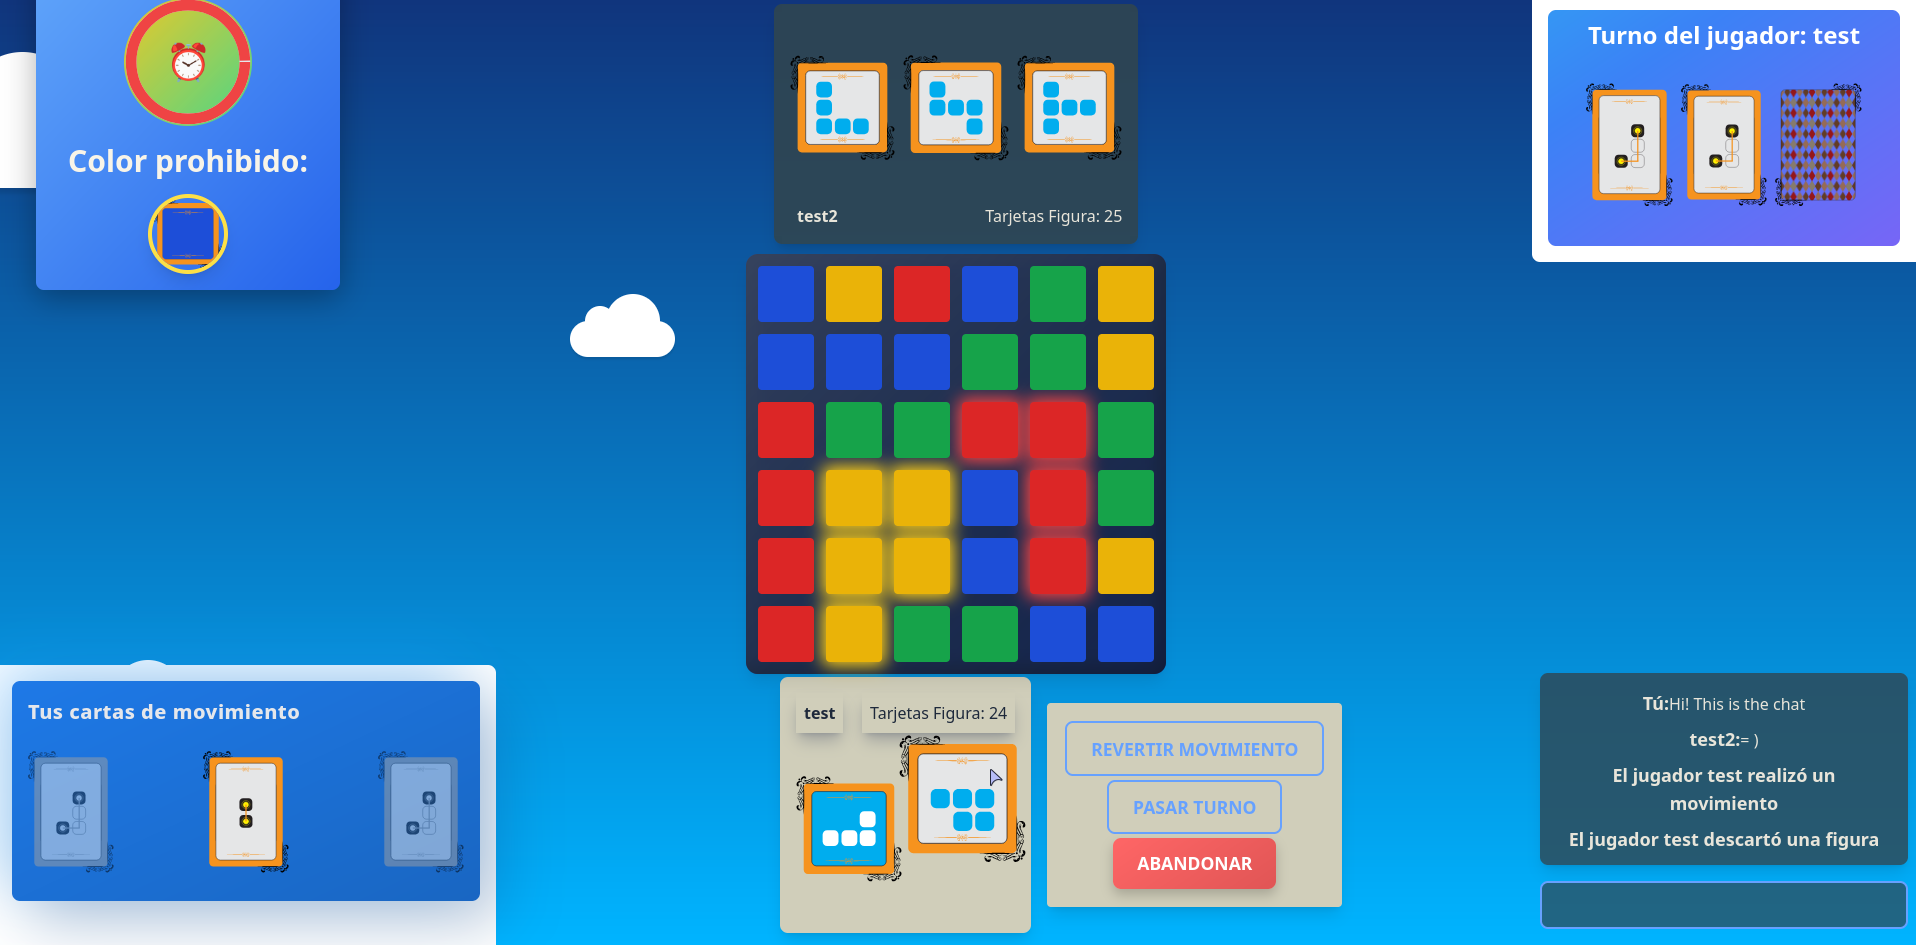 Color prohibido:
test2 Tarjetas Figura: 25
Turno del jugador: test
Tus cartas de movimiento
test Tarjetas Figura: 24
REVERTIR MOVIMIENTO
PASAR TURNO
ABANDONAR
Tú:Hi! This is the chat
test2:= )
El jugador test realizó un
movimiento
El jugador test descartó una figura